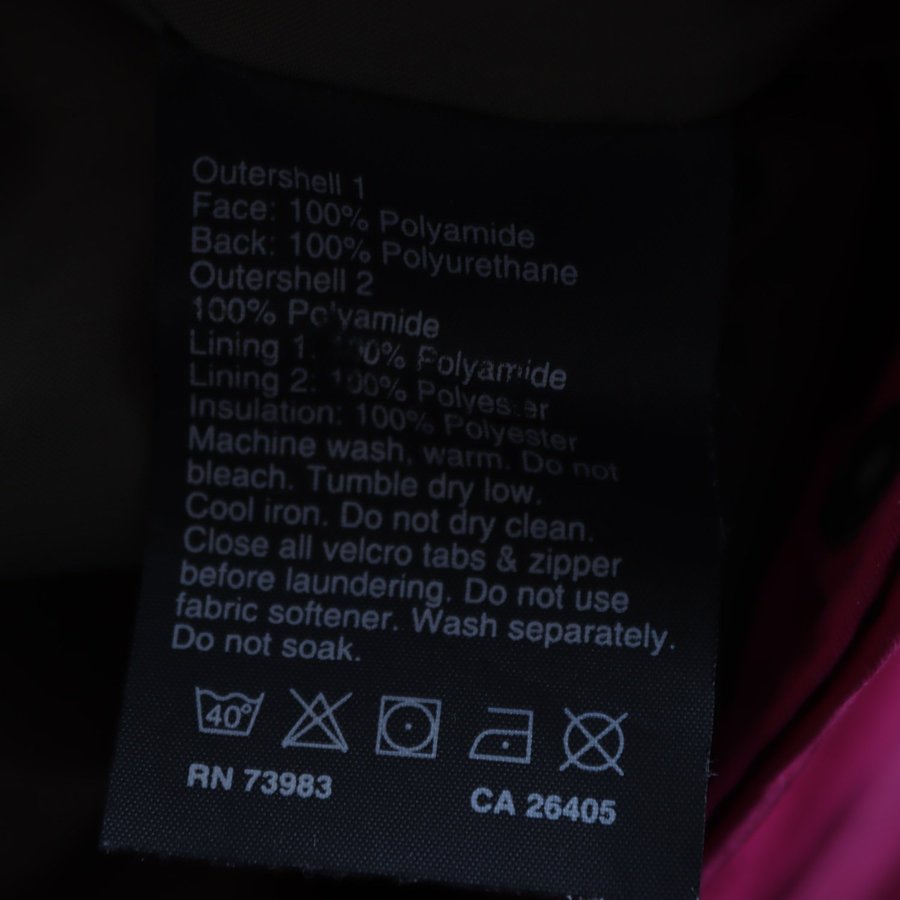 Outershell 1
Face: 100% Polyamide
Back: 100% Polyurethane
Outershell 2
100% Polyamide
Lining 1: 100% Polyamide
Lining 2: 100% Polyester
Insulation: 100% Polyester
Machine wash, warm. Do not
bleach. Tumble dry low.
Cool iron. Do not dry clean.
Close all velcro tabs & zipper
before laundering. Do not use
fabric softener. Wash separately.
Do not soak.
40°
RN 73983
CA 26405